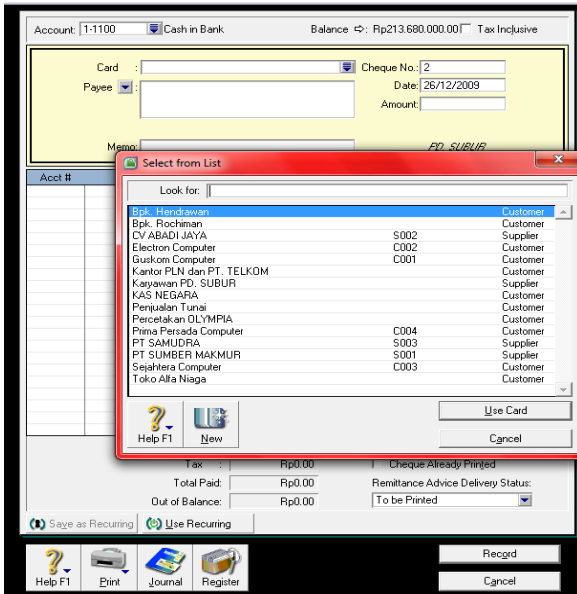 Account: 1-1100 Cash in Bank Balance ⇨: Rp213.680.000.00 Tax Inclusive
Card : Cheque No.: 2
Payee : Date: 26/12/2009
Amount:
Memo: PD. SUBUR
Select from List
Acct #
Look for:
Bpk. Hendrawan Customer
Bpk. Rochiman Customer
CV ABADI JAYA S002 Supplier
Electron Computer C002 Customer
Guskom Computer C001 Customer
Kantor PLN dan PT. TELKOM Customer
Karyawan PD. SUBUR Supplier
KAS NEGARA Customer
Penjualan Tunai Customer
Percetakan OLYMPIA Customer
Prima Persada Computer C004 Customer
PT SAMUDRA S003 Supplier
PT SUMBER MAKMUR S001 Supplier
Sejahtera Computer C003 Customer
Toko Alfa Niaga Customer
Use Card
Help F1 New Cancel
Tax : Rp0.00 Cheque Already Printed
Total Paid: Rp0.00 Remittance Advice Delivery Status:
Out of Balance: Rp0.00 To be Printed
Save as Recurring Use Recurring
Record
Help F1 Print Journal Register Cancel